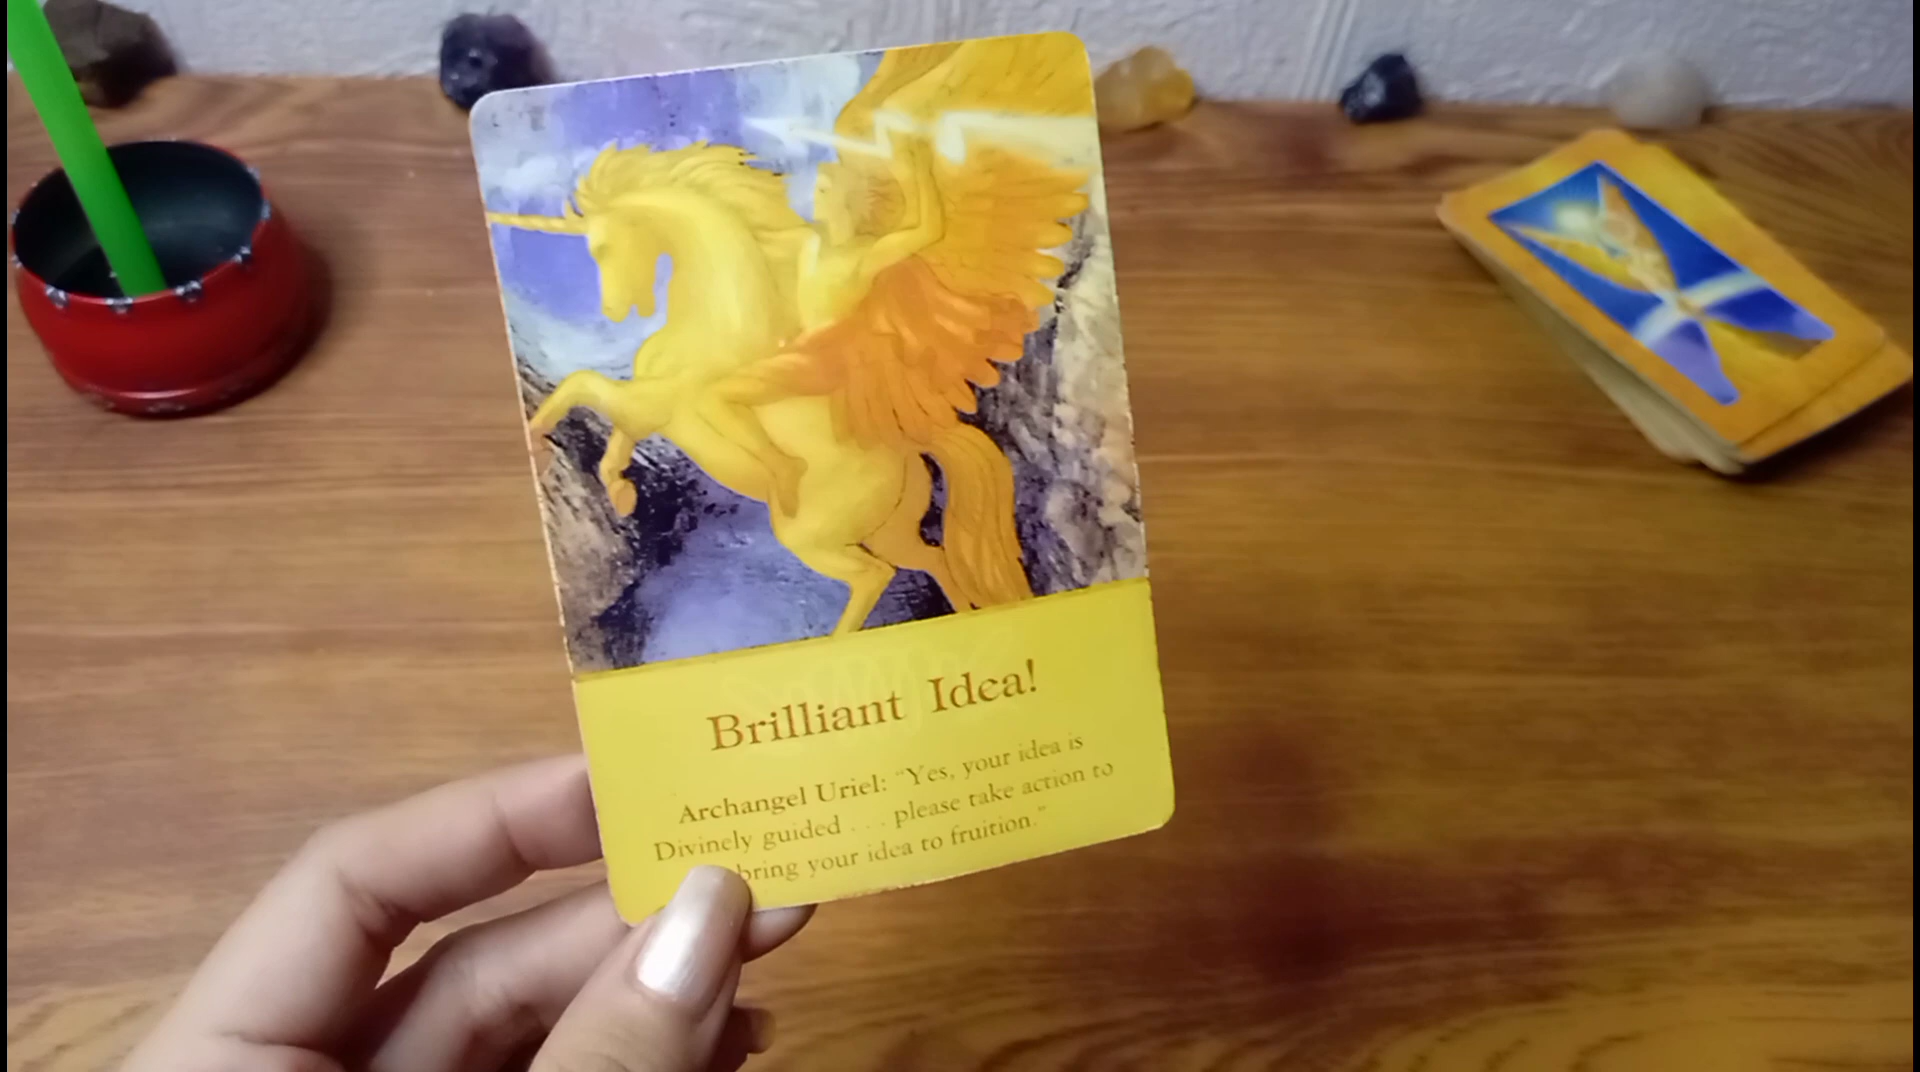 Brilliant Idea!
Archangel Uriel: “Yes, your idea is
Divinely guided . . . please take action to
bring your idea to fruition.”